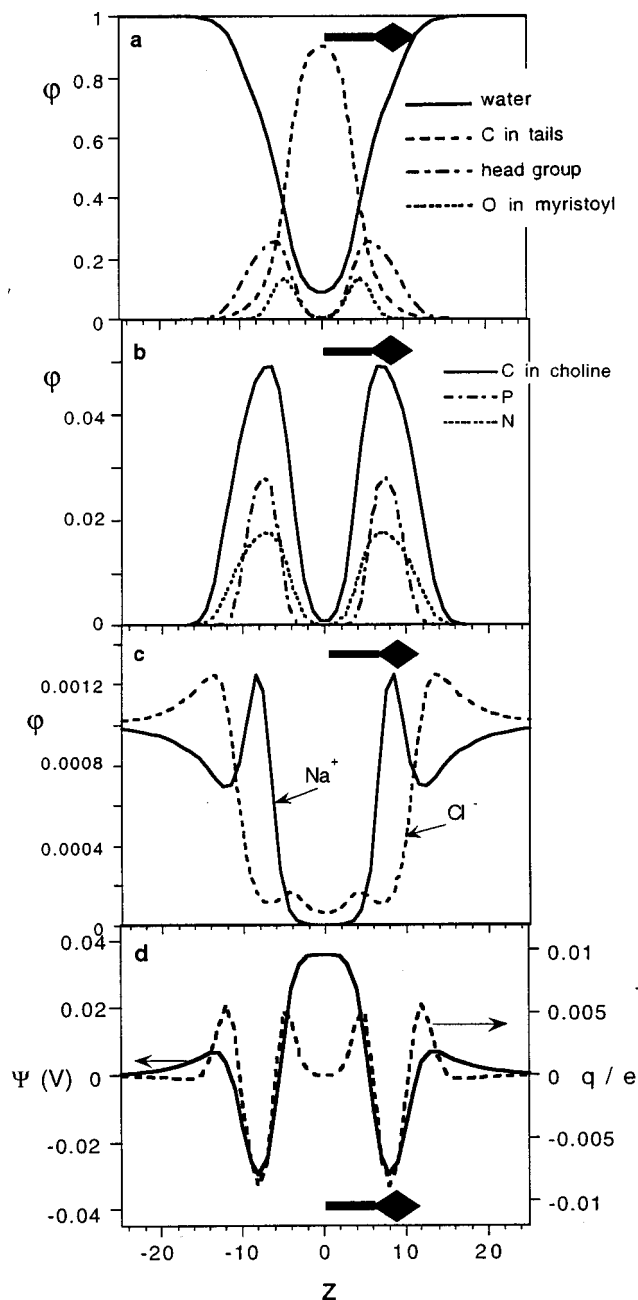 a
1
0.8
φ
0.6
0.4
0.2
0
water
C in tails
head group
O in myristoyl
b
φ
0.04
0.02
0
C in choline
P
N
c
0.0012
φ
0.0008
0.0004
0
Na⁺
Cl⁻
d
0.04
0.02
Ψ (V) 0
-0.02
-0.04
0.01
0.005
0 q / e
-0.005
-0.01
-20 -10 0 10 20
Z